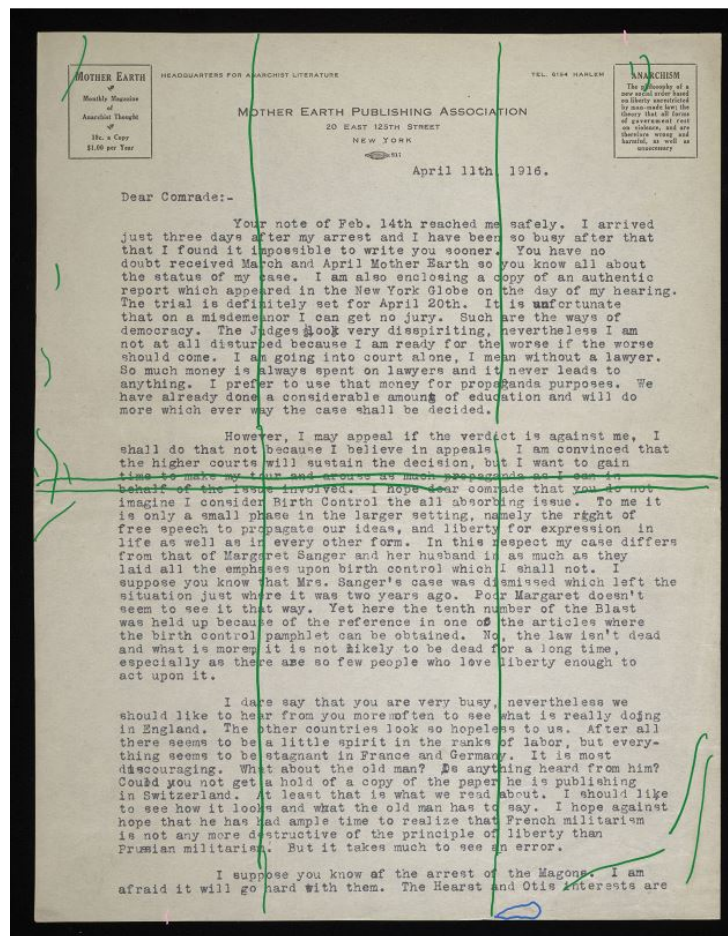 MOTHER EARTH
Monthly Magazine
of
Anarchist Thought
10c. a Copy
$1.00 per Year
HEADQUARTERS FOR ANARCHIST LITERATURE
TEL. 6194 HARLEM
ANARCHISM
The philosophy of a
new social order based
on liberty unrestricted
by man-made law; the
theory that all forms
of government rest
on violence, and are
therefore wrong and
harmful, as well as
unnecessary
MOTHER EARTH PUBLISHING ASSOCIATION
20 EAST 125TH STREET
NEW YORK
April 11th, 1916.
Dear Comrade:-
Your note of Feb. 14th reached me safely. I arrived
just three days after my arrest and I have been so busy after that
that I found it impossible to write you sooner. You have no
doubt received March and April Mother Earth so you know all about
the status of my case. I am also enclosing a copy of an authentic
report which appeared in the New York Globe on the day of my hearing.
The trial is definitely set for April 20th. It is unfortunate
that on a misdemeanor I can get no jury. Such are the ways of
democracy. The Judges look very disspiriting, nevertheless I am
not at all disturbed because I am ready for the worse if the worse
should come. I am going into court alone, I mean without a lawyer.
So much money is always spent on lawyers and it never leads to
anything. I prefer to use that money for propaganda purposes. We
have already done a considerable amount of education and will do
more which ever way the case shall be decided.
However, I may appeal if the verdict is against me, I
shall do that not because I believe in appeals. I am convinced that
the higher courts will sustain the decision, but I want to gain
time to make my tour and arouse as much propaganda as I can in
behalf of the issue involved. I hope dear comrade that you do not
imagine I consider Birth Control the all absorbing issue. To me it
is only a small phase in the larger setting, namely the right of
free speech to propagate our ideas, and liberty for expression in
life as well as in every other form. In this respect my case differs
from that of Margaret Sanger and her husband in as much as they
laid all the emphases upon birth control which I shall not. I
suppose you know that Mrs. Sanger's case was dismissed which left the
situation just where it was two years ago. Poor Margaret doesn't
seem to see it that way. Yet here the tenth number of the Blast
was held up because of the reference in one of the articles where
the birth control pamphlet can be obtained. No, the law isn't dead
and what is more it is not likely to be dead for a long time,
especially as there are so few people who love liberty enough to
act upon it.
I dare say that you are very busy, nevertheless we
should like to hear from you more often to see what is really doing
in England. The other countries look so hopeless to us. After all
there seems to be a little spirit in the ranks of labor, but every-
thing seems to be stagnant in France and Germany. It is most
discouraging. What about the old man? Is anything heard from him?
Could you not get a hold of a copy of the paper he is publishing
in Switzerland. At least that is what we read about. I should like
to see how it looks and what the old man has to say. I hope against
hope that he has had ample time to realize that French militarism
is not any more destructive of the principle of liberty than
Prussian militarism. But it takes much to see an error.
I suppose you know of the arrest of the Magons. I am
afraid it will go hard with them. The Hearst and Otis interests are